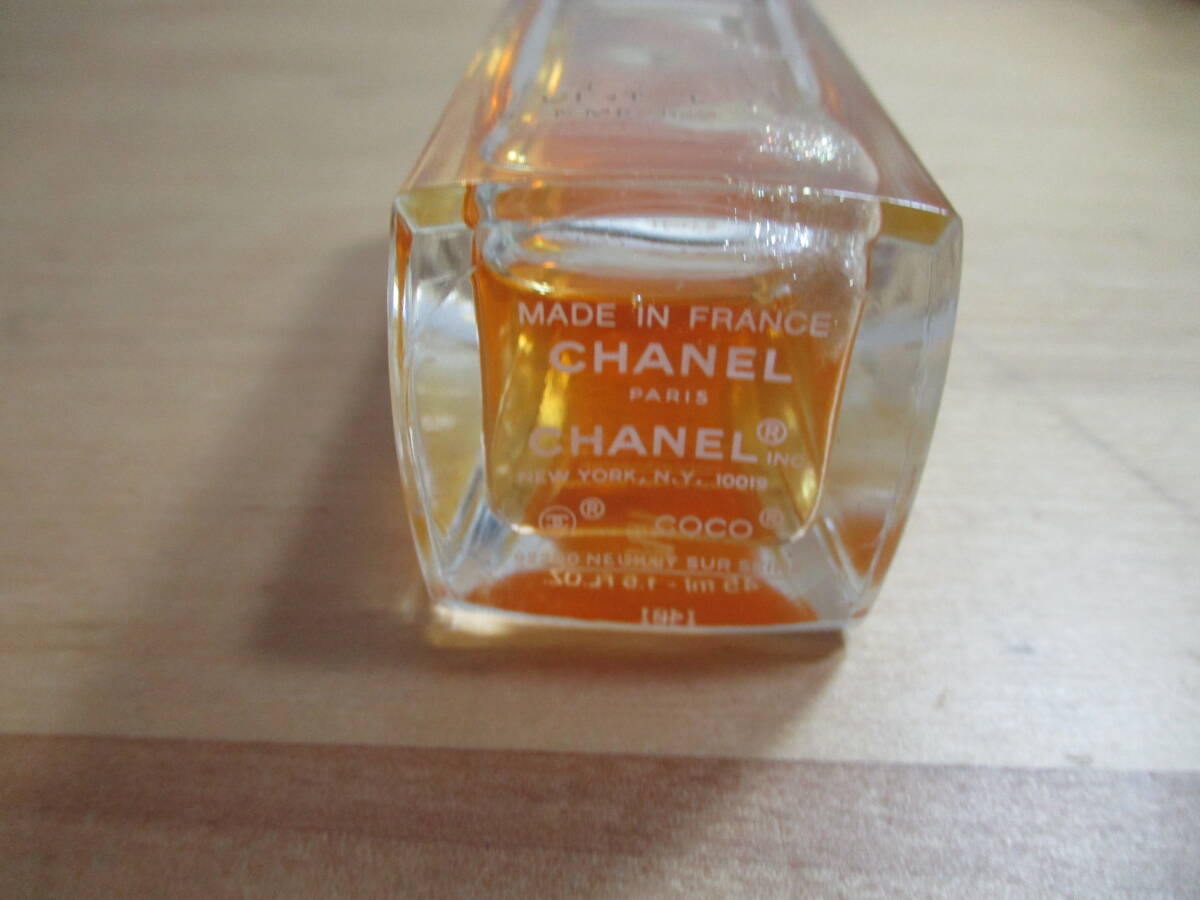 MADE IN FRANCE
CHANEL
PARIS
CHANEL® INC
NEW YORK, N.Y. 10019
® COCO®
NEUILLY SUR
45 ml - 1.5 FL.OZ.